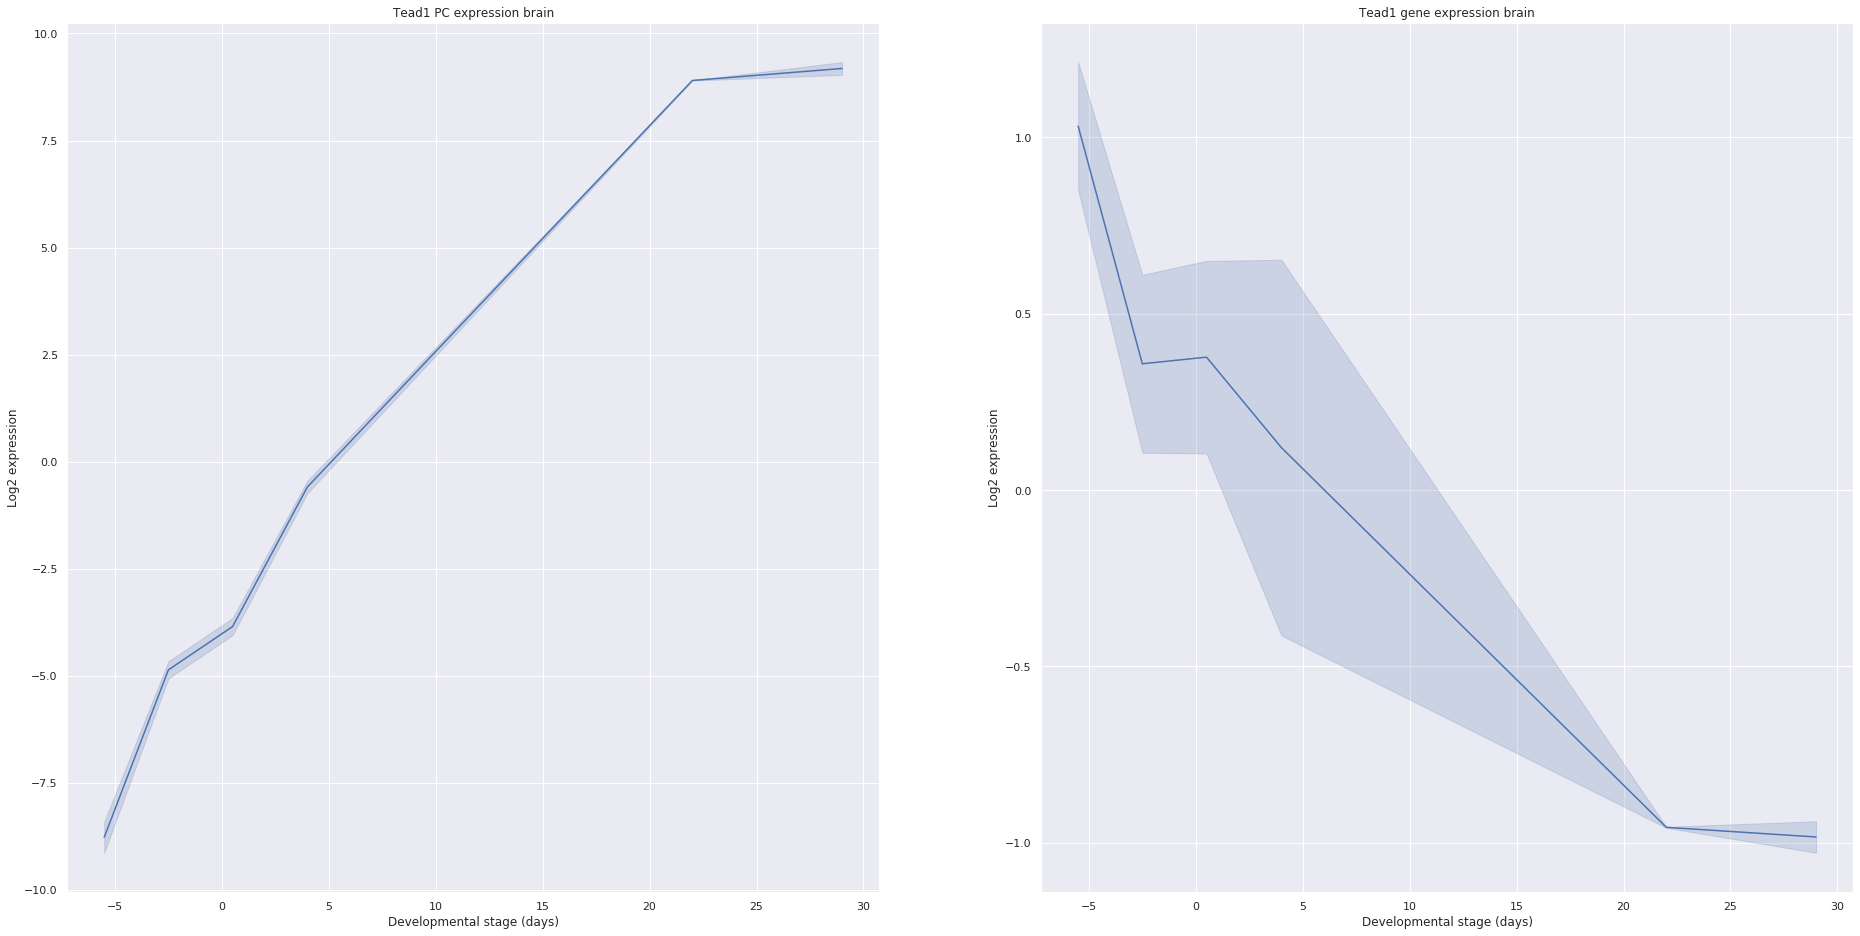 Tead1 PC expression brain
10.0
7.5
5.0
2.5
0.0
−2.5
−5.0
−7.5
−10.0
Log2 expression
−5 0 5 10 15 20 25 30
Developmental stage (days)
Tead1 gene expression brain
1.0
0.5
0.0
−0.5
−1.0
Log2 expression
−5 0 5 10 15 20 25 30
Developmental stage (days)